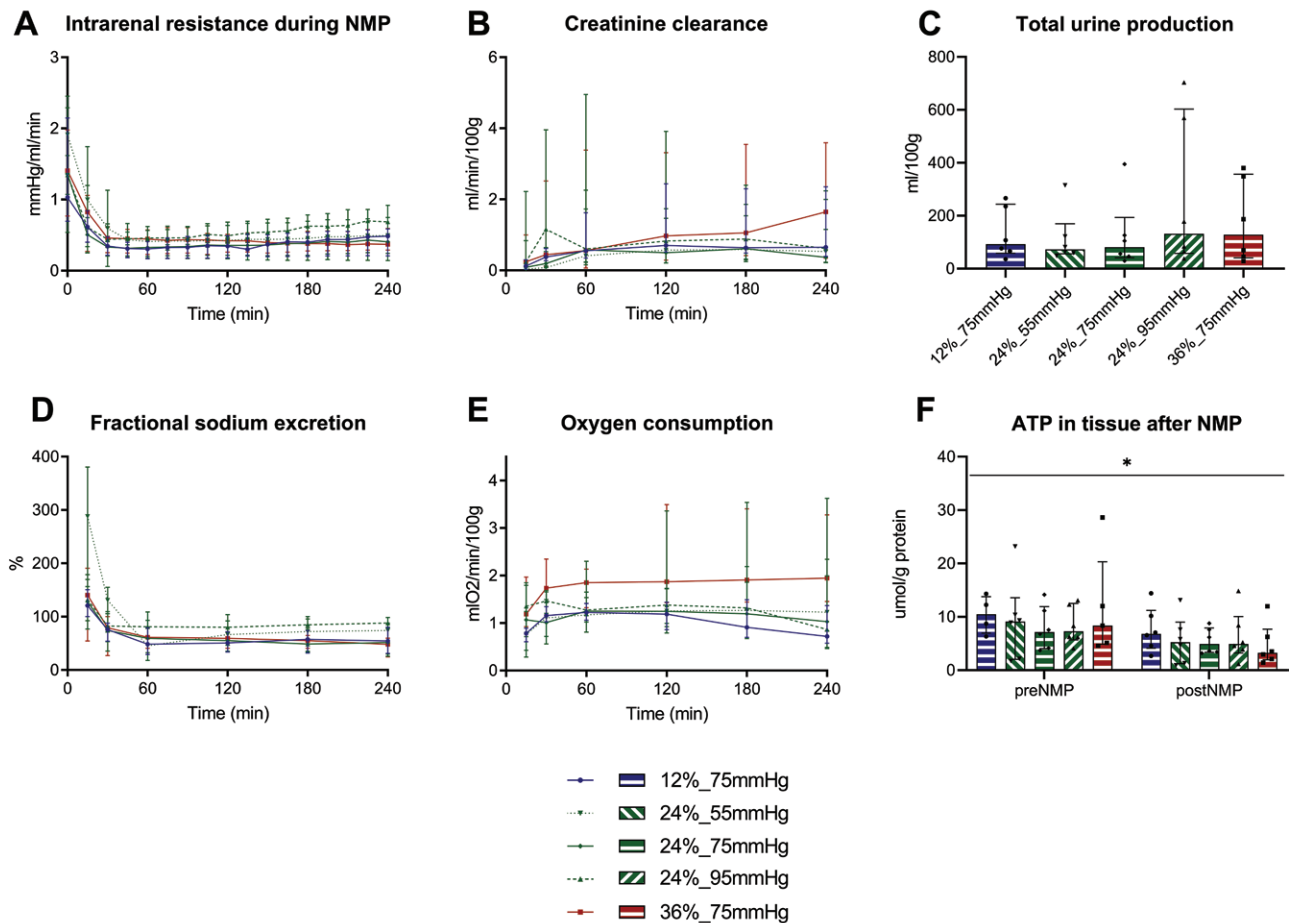 A Intrarenal resistance during NMP
mmHg/ml/min
3
2
1
0
0 60 120 180 240
Time (min)
B Creatinine clearance
ml/min/100g
6
4
2
0
0 60 120 180 240
Time (min)
C Total urine production
ml/100g
800
600
400
200
0
12%_75mmHg
24%_55mmHg
24%_75mmHg
24%_95mmHg
36%_75mmHg
D Fractional sodium excretion
%
400
300
200
100
0
0 60 120 180 240
Time (min)
E Oxygen consumption
mlO2/min/100g
4
3
2
1
0
0 60 120 180 240
Time (min)
F ATP in tissue after NMP
umol/g protein
40
30
20
10
0
*
preNMP postNMP
12%_75mmHg
24%_55mmHg
24%_75mmHg
24%_95mmHg
36%_75mmHg